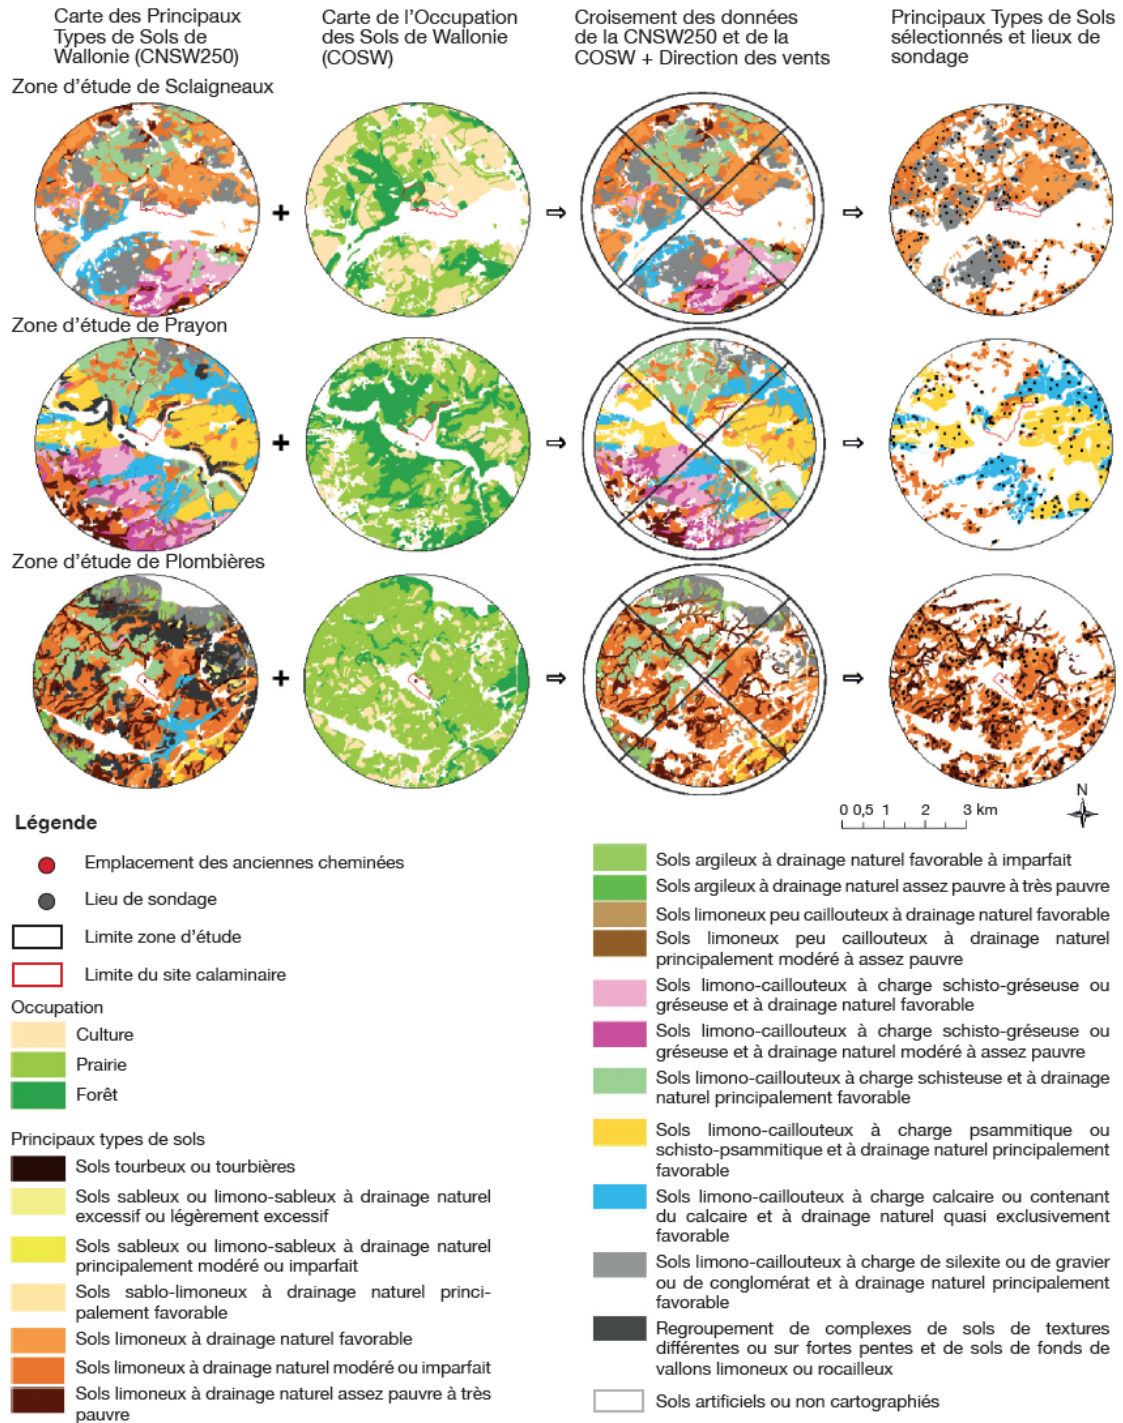 Carte des Principaux
Types de Sols de
Wallonie (CNSW250)
Carte de l’Occupation
des Sols de Wallonie
(COSW)
Croisement des données
de la CNSW250 et de la
COSW + Direction des vents
Principaux Types de Sols
sélectionnés et lieux de
sondage
Zone d’étude de Sclaigneaux
+
⇨
⇨
Zone d’étude de Prayon
+
⇨
⇨
Zone d’étude de Plombières
+
⇨
⇨
N
0 0,5 1 2 3 km
Légende
Emplacement des anciennes cheminées
Lieu de sondage
Limite zone d’étude
Limite du site calaminaire
Occupation
Culture
Prairie
Forêt
Principaux types de sols
Sols tourbeux ou tourbières
Sols sableux ou limono-sableux à drainage naturel
excessif ou légèrement excessif
Sols sableux ou limono-sableux à drainage naturel
principalement modéré ou imparfait
Sols sablo-limoneux à drainage naturel princi-
palement favorable
Sols limoneux à drainage naturel favorable
Sols limoneux à drainage naturel modéré ou imparfait
Sols limoneux à drainage naturel assez pauvre à très
pauvre
Sols argileux à drainage naturel favorable à imparfait
Sols argileux à drainage naturel assez pauvre à très pauvre
Sols limoneux peu caillouteux à drainage naturel favorable
Sols limoneux peu caillouteux à drainage naturel
principalement modéré à assez pauvre
Sols limono-caillouteux à charge schisto-gréseuse ou
gréseuse et à drainage naturel favorable
Sols limono-caillouteux à charge schisto-gréseuse ou
gréseuse et à drainage naturel modéré à assez pauvre
Sols limono-caillouteux à charge schisteuse et à drainage
naturel principalement favorable
Sols limono-caillouteux à charge psammitique ou
schisto-psammitique et à drainage naturel principalement
favorable
Sols limono-caillouteux à charge calcaire ou contenant
du calcaire et à drainage naturel quasi exclusivement
favorable
Sols limono-caillouteux à charge de silexite ou de gravier
ou de conglomérat et à drainage naturel principalement
favorable
Regroupement de complexes de sols de textures
différentes ou sur fortes pentes et de sols de fonds de
vallons limoneux ou rocailleux
Sols artificiels ou non cartographiés